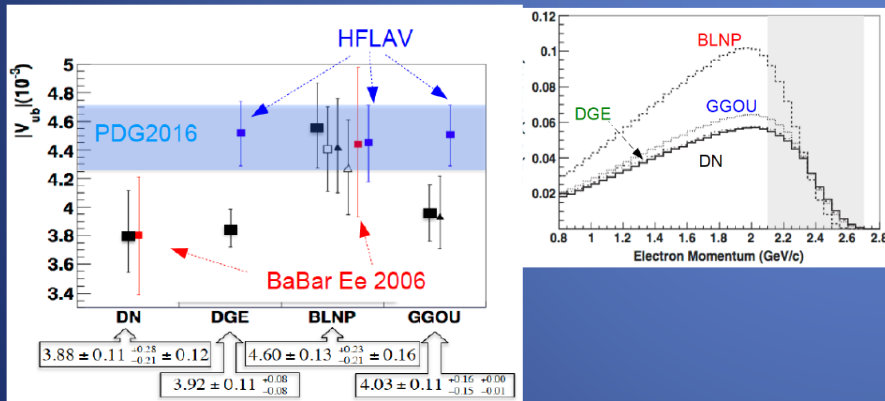 HFLAV
|V_ub|(10^-3)
5
4.8
4.6
4.4
4.2
4
3.8
3.6
3.4
PDG2016
BaBar Ee 2006
DN DGE BLNP GGOU
3.88 ± 0.11 +0.28 −0.21 ± 0.12
4.60 ± 0.13 +0.23 −0.21 ± 0.16
3.92 ± 0.11 +0.08 −0.08
4.03 ± 0.11 +0.16 −0.15 +0.00 −0.01
0.12
0.1
0.08
0.06
0.04
0.02
BLNP
GGOU
DGE
DN
0.8 1 1.2 1.4 1.6 1.8 2 2.2 2.4 2.6 2.8
Electron Momentum (GeV/c)